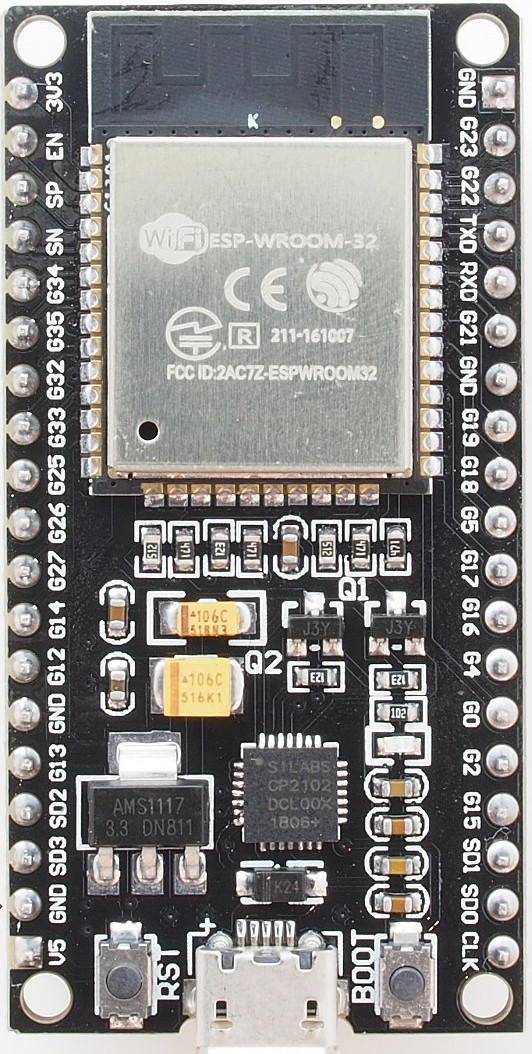 K
3V3
EN
SP
SN
G34
G35
G32
G33
G25
G26
G27
G14
G12
GND
G13
SD2
SD3
GND
V5
GND
G23
G22
TXD
RXD
G21
GND
G19
G18
G5
G17
G16
G4
G0
G2
G15
SD1
SD0
CLK
WiFi ESP-WROOM-32
CE
R 211-161007
FCC ID:2AC7Z-ESPWROOM32
Q1
J3Y J3Y
106C
518N3
Q2
106C
516K1
102
AMS1117
3.3 DN811
SILABS
CP2102
DCL00X
1806+
K24
+
RST
BOOT